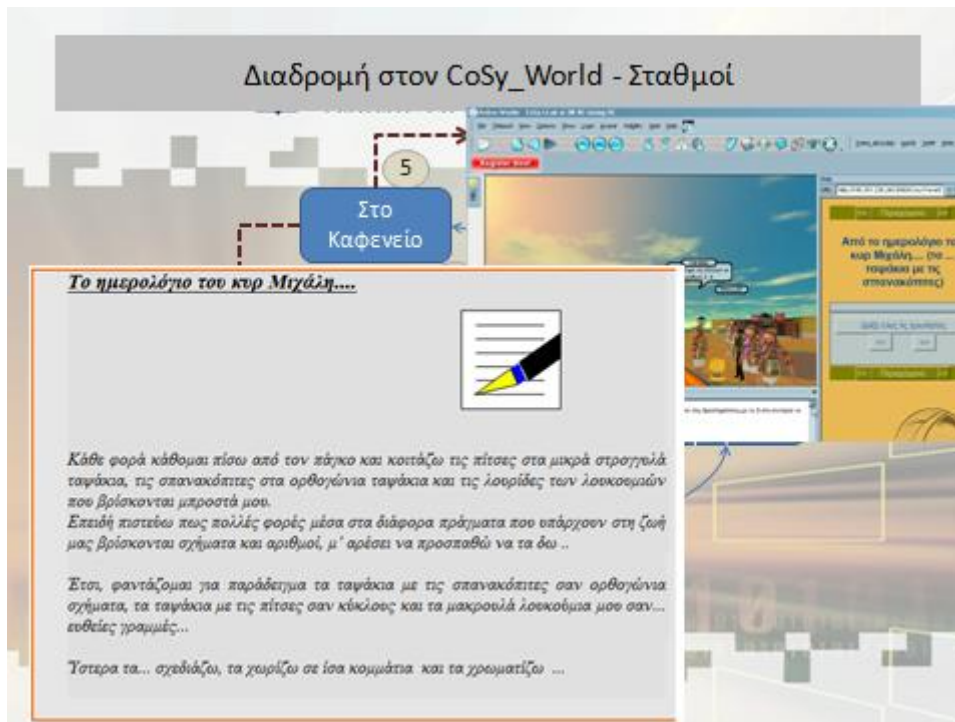 Διαδρομή στον CoSy_World - Σταθμοί
5
Στο
Καφενείο
Register Now!
Από το ημερολόγιο το
κυρ Μιχάλη.... (το ...
ταψάκια με τις
σπανακόπιτες)
Το ημερολόγιο του κυρ Μιχάλη....
Κάθε φορά κάθομαι πίσω από τον πάγκο και κοιτάζω τις πίτσες στα μικρά στρογγυλά
ταψάκια, τις σπανακόπιτες στα ορθογώνια ταψάκια και τις λουρίδες των λουκουμιών
που βρίσκονται μπροστά μου.
Επειδή πιστεύω πως πολλές φορές μέσα στα διάφορα πράγματα που υπάρχουν στη ζωή
μας βρίσκονται σχήματα και αριθμοί, μ' αρέσει να προσπαθώ να τα δω ..
Έτσι, φαντάζομαι για παράδειγμα τα ταψάκια με τις σπανακόπιτες σαν ορθογώνια
σχήματα, τα ταψάκια με τις πίτσες σαν κύκλους και τα μακρουλά λουκούμια μου σαν...
ευθείες γραμμές...
Ύστερα τα... σχεδιάζω, τα χωρίζω σε ίσα κομμάτια και τα χρωματίζω ...